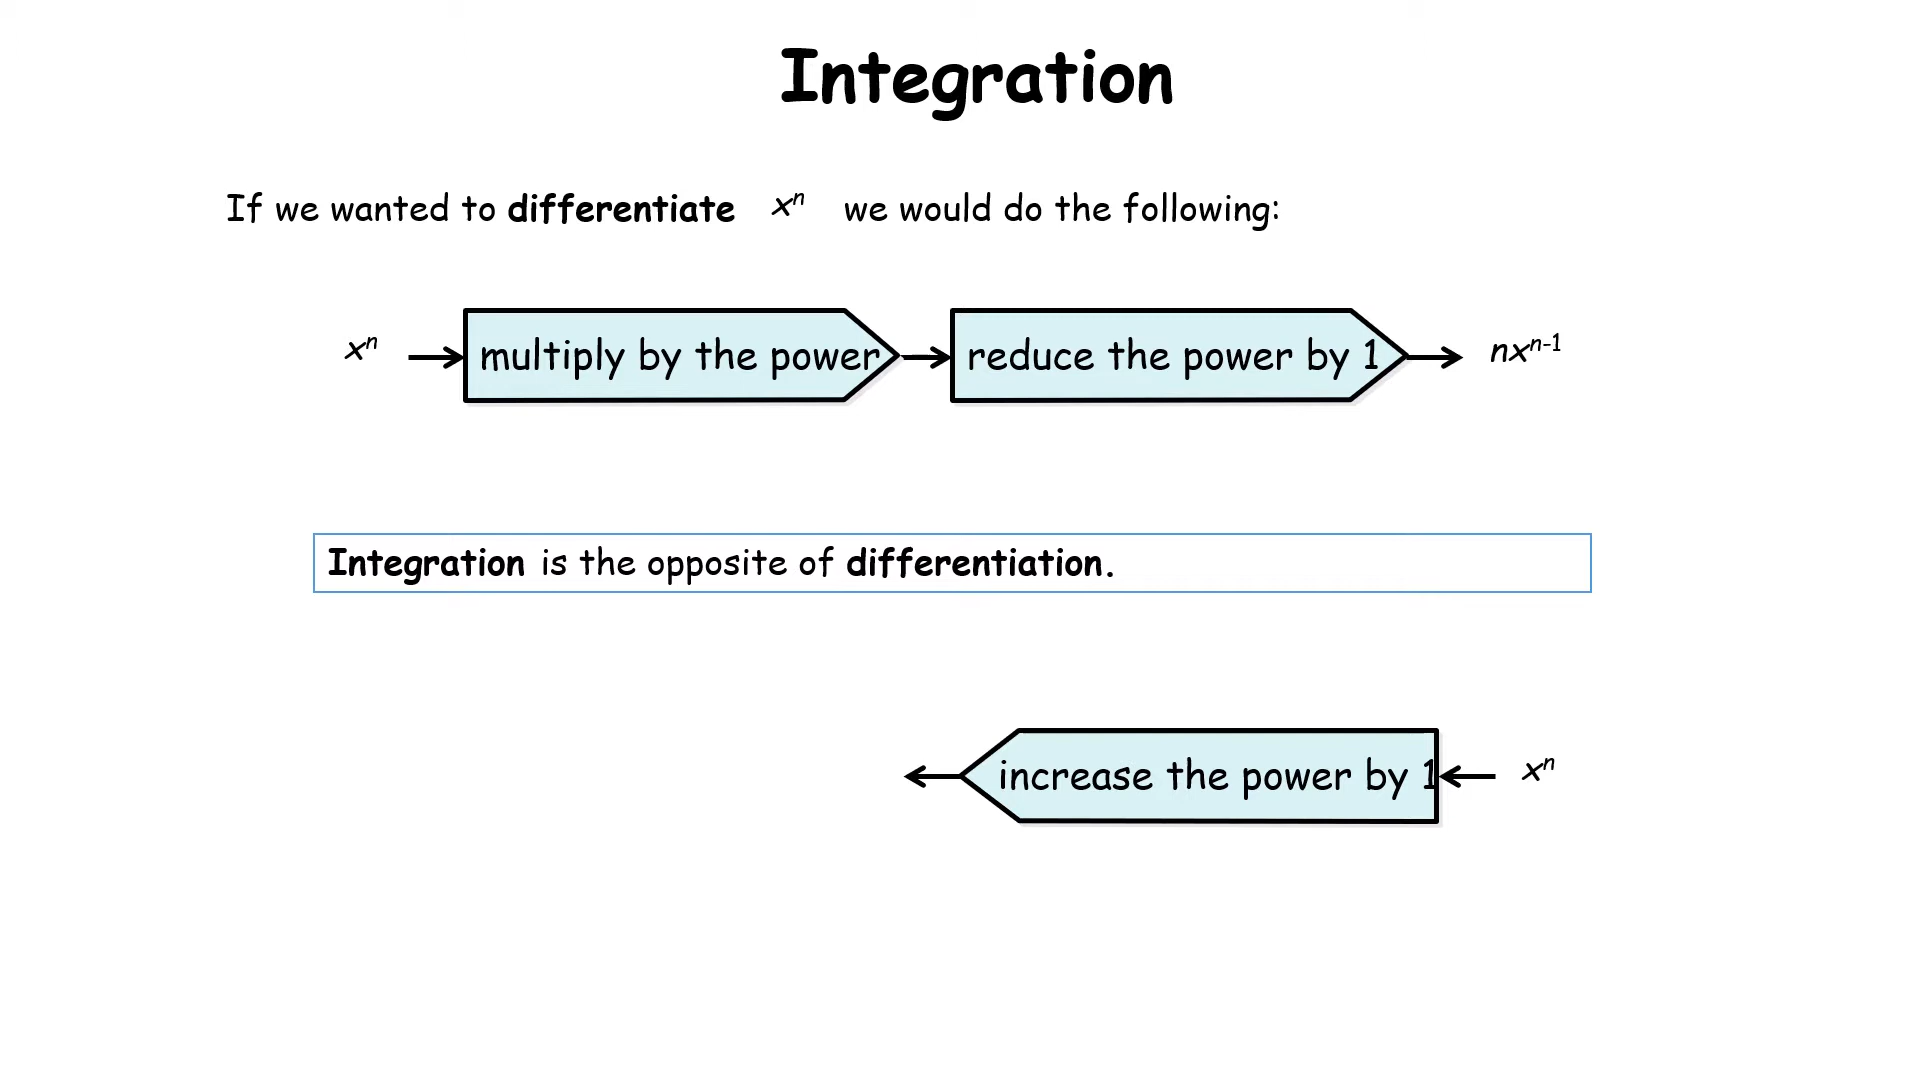 Integration
If we wanted to differentiate xⁿ we would do the following:
xⁿ multiply by the power reduce the power by 1 nxⁿ⁻¹
Integration is the opposite of differentiation.
increase the power by 1 xⁿ